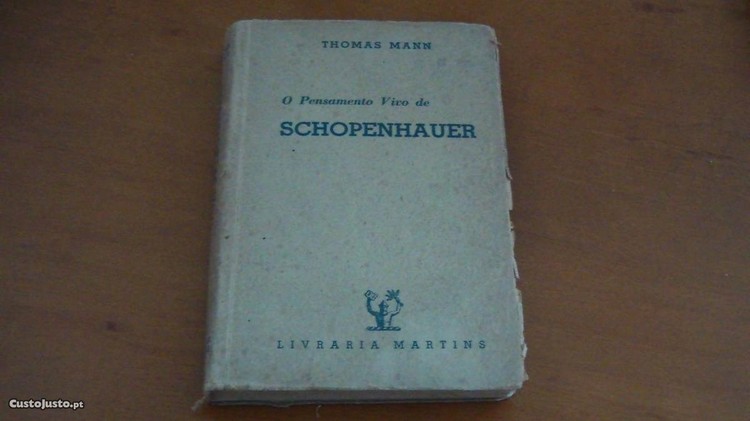 THOMAS MANN
O Pensamento Vivo de
SCHOPENHAUER
LIVRARIA MARTINS
CustoJusto.pt